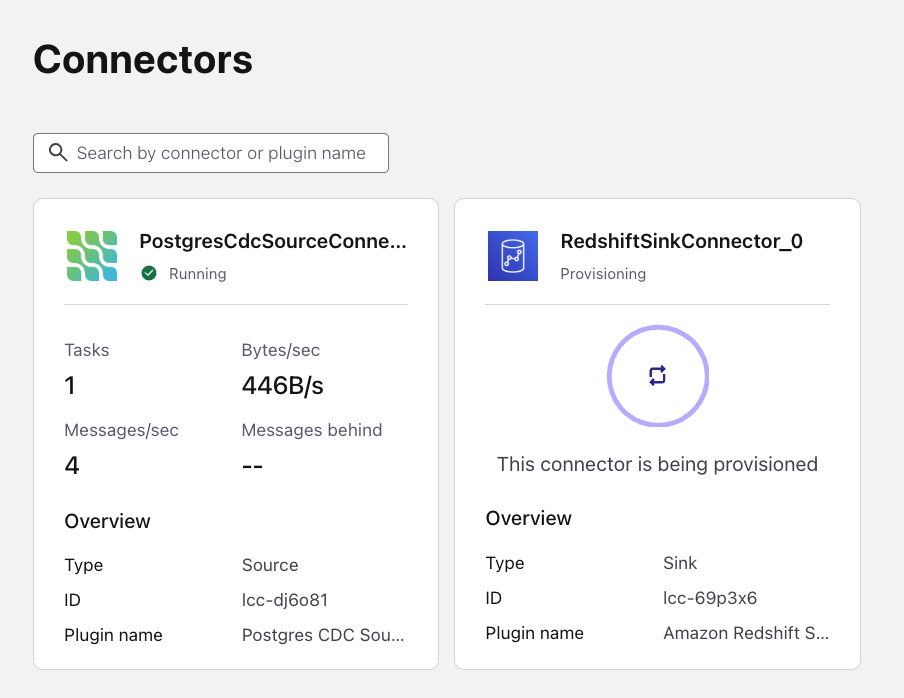 Connectors
Search by connector or plugin name
PostgresCdcSourceConne...
Running
Tasks
Bytes/sec
1
446B/s
Messages/sec
Messages behind
4
--
Overview
Type
Source
ID
lcc-dj6o81
Plugin name
Postgres CDC Sou...
RedshiftSinkConnector_0
Provisioning
This connector is being provisioned
Overview
Type
Sink
ID
lcc-69p3x6
Plugin name
Amazon Redshift S...